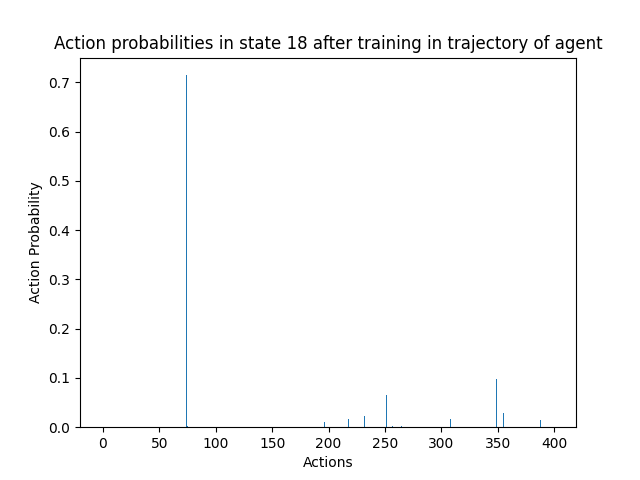 Action probabilities in state 18 after training in trajectory of agent
0.7
0.6
0.5
0.4
0.3
0.2
0.1
0.0
Action Probability
0 50 100 150 200 250 300 350 400
Actions